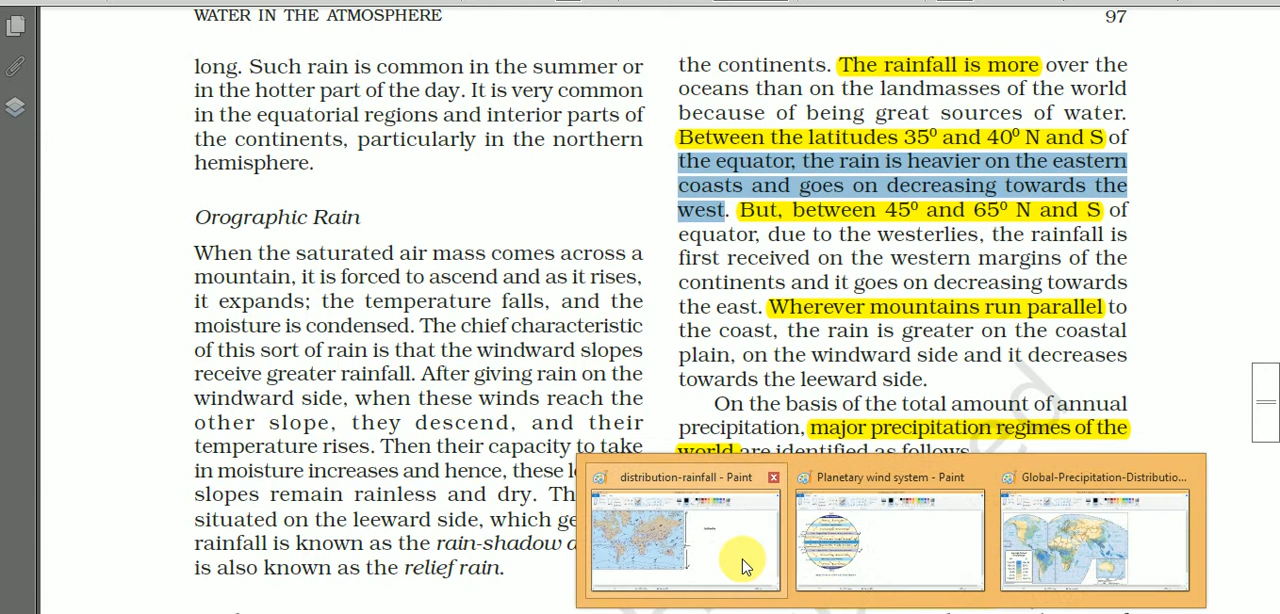 WATER IN THE ATMOSPHERE
97
long. Such rain is common in the summer or
in the hotter part of the day. It is very common
in the equatorial regions and interior parts of
the continents, particularly in the northern
hemisphere.
Orographic Rain
When the saturated air mass comes across a
mountain, it is forced to ascend and as it rises,
it expands; the temperature falls, and the
moisture is condensed. The chief characteristic
of this sort of rain is that the windward slopes
receive greater rainfall. After giving rain on the
windward side, when these winds reach the
other slope, they descend, and their
temperature rises. Then their capacity to take
in moisture increases and hence, these
slopes remain rainless and dry.
situated on the leeward side, which
rainfall is known as the rain-shadow
is also known as the relief rain.
the continents. The rainfall is more over the
oceans than on the landmasses of the world
because of being great sources of water.
Between the latitudes 35⁰ and 40⁰ N and S of
the equator, the rain is heavier on the eastern
coasts and goes on decreasing towards the
west. But, between 45⁰ and 65⁰ N and S of
equator, due to the westerlies, the rainfall is
first received on the western margins of the
continents and it goes on decreasing towards
the east. Wherever mountains run parallel to
the coast, the rain is greater on the coastal
plain, on the windward side and it decreases
towards the leeward side.
On the basis of the total amount of annual
precipitation, major precipitation regimes of the
world are identified as follows
distribution-rainfall - Paint
Planetary wind system - Paint
Global-Precipitation-Distributio...